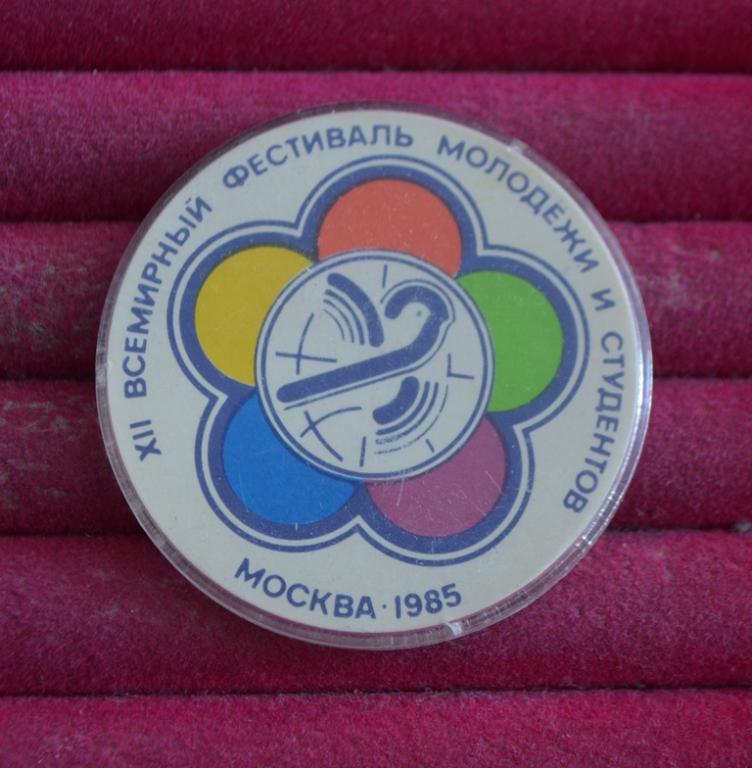 XII ВСЕМИРНЫЙ ФЕСТИВАЛЬ МОЛОДЕЖИ И СТУДЕНТОВ
МОСКВА · 1985